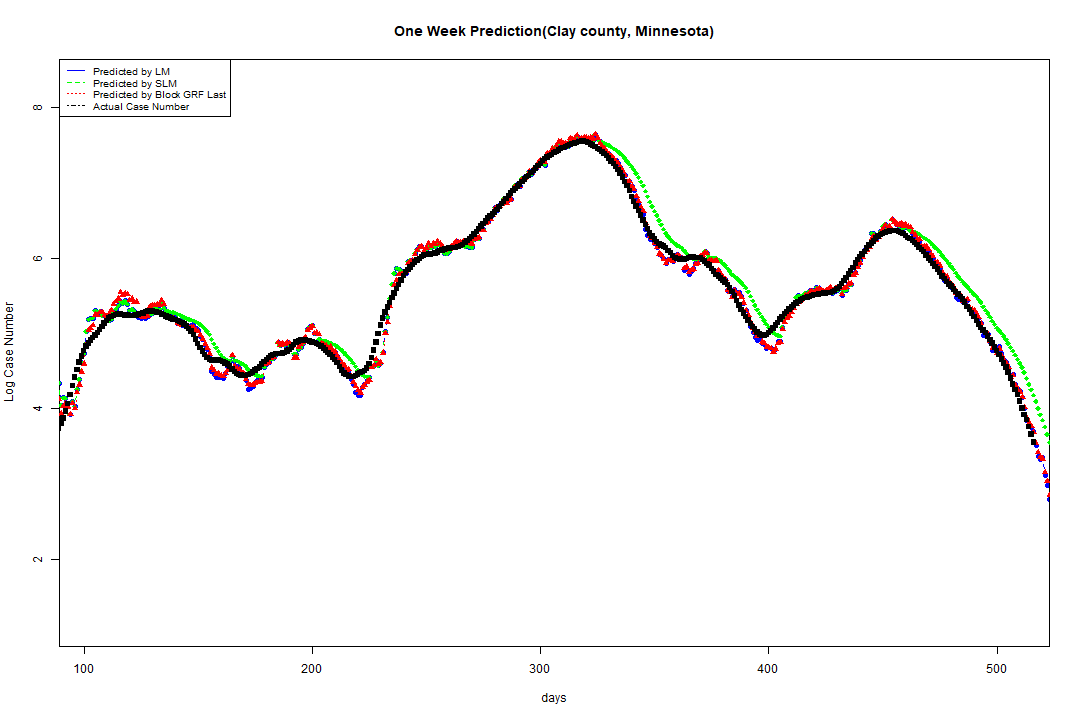 One Week Prediction(Clay county, Minnesota)
Predicted by LM
Predicted by SLM
Predicted by Block GRF Last
Actual Case Number
8
6
4
2
Log Case Number
100 200 300 400 500
days